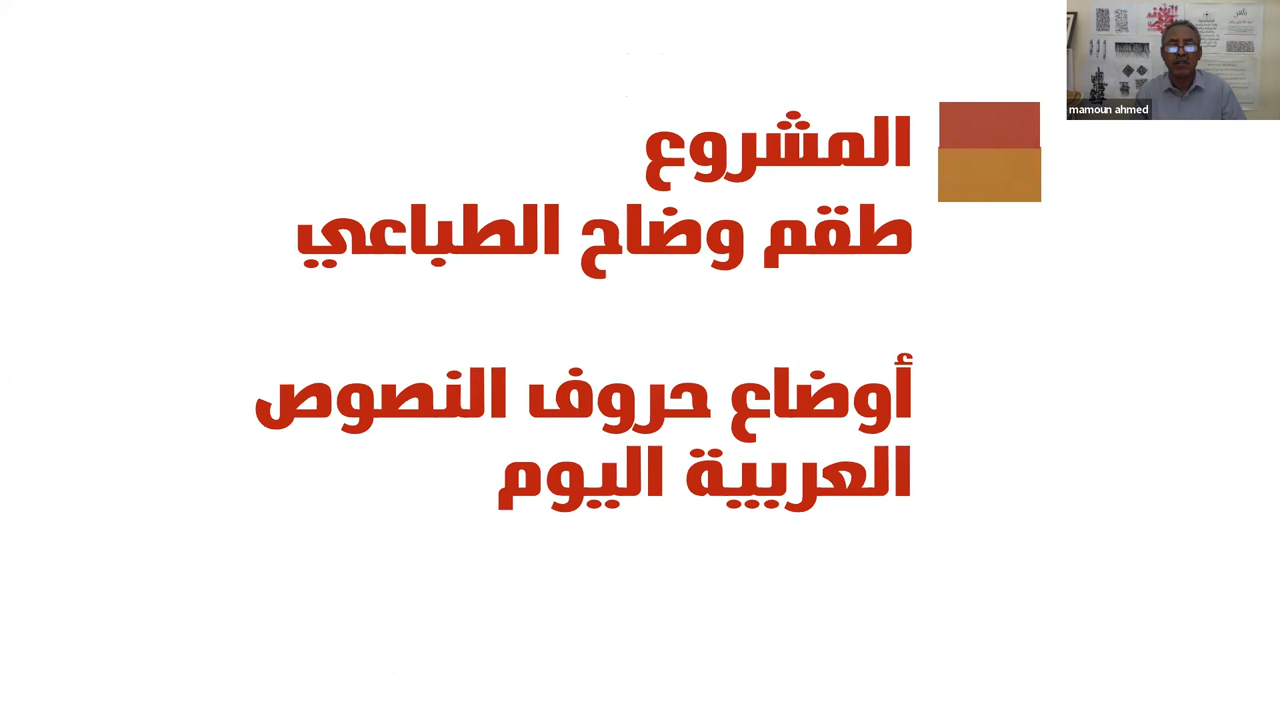 المشروع
طقم وضاح الطباعي
أوضاع حروف النصوص
العربية اليوم
mamoun ahmed